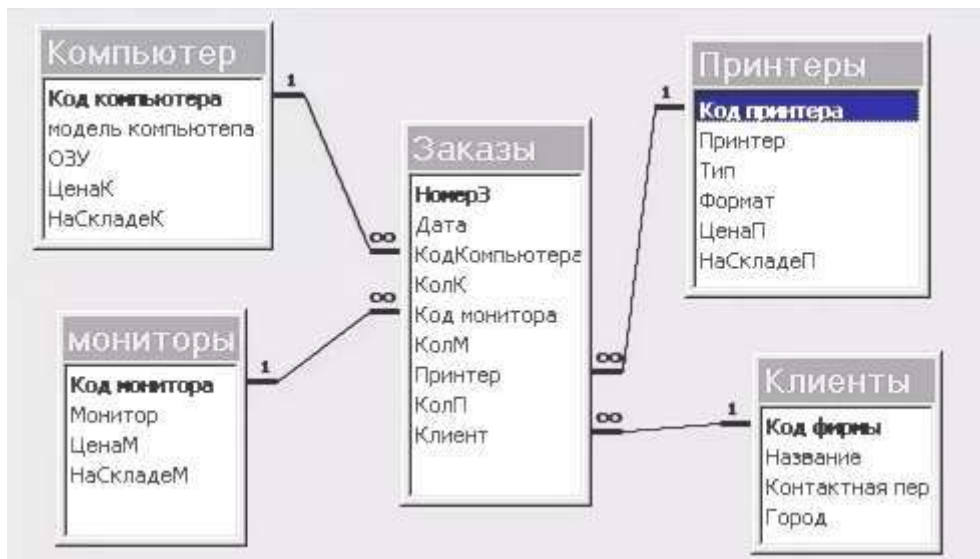 Компьютер
Код компьютера
модель компьютепа
ОЗУ
ЦенаК
НаСкладеК
1
∞
мониторы
Код монитора
Монитор
ЦенаМ
НаСкладеМ
1
∞
Заказы
НомерЗ
Дата
КодКомпьютера
КолК
Код монитора
КолМ
Принтер
КолП
Клиент
Принтеры
Код принтера
Принтер
Тип
Формат
ЦенаП
НаСкладеП
1
∞
Клиенты
Код фирмы
Название
Контактная пер
Город
1
∞